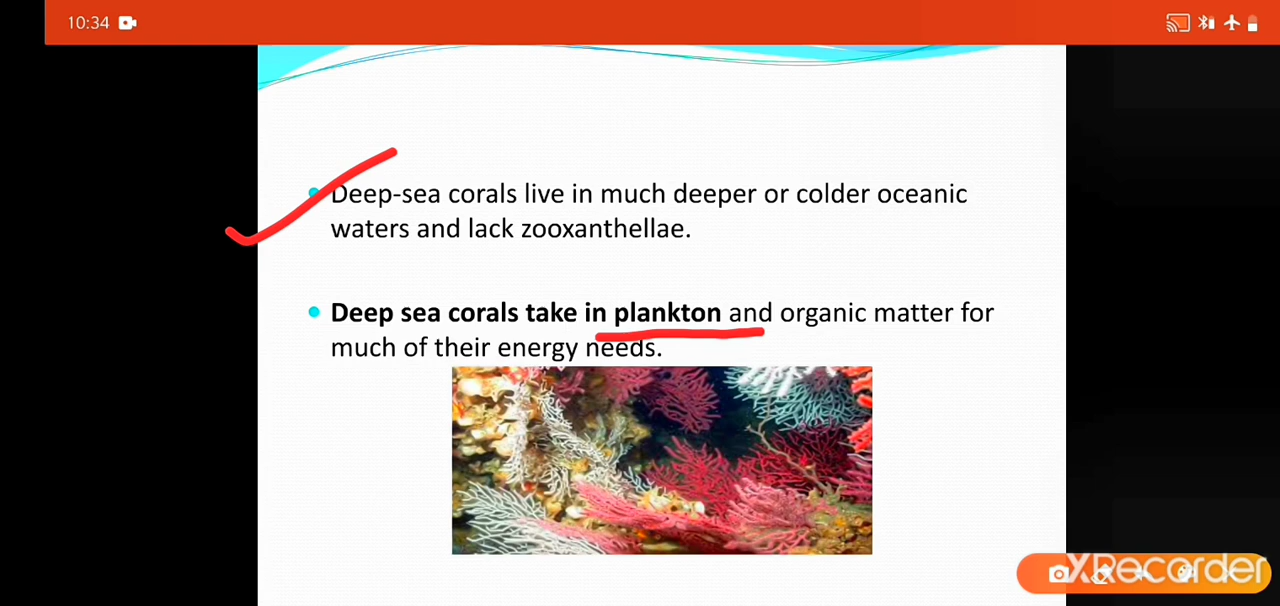 10:34
Deep-sea corals live in much deeper or colder oceanic
waters and lack zooxanthellae.
Deep sea corals take in plankton and organic matter for
much of their energy needs.
XRecorder